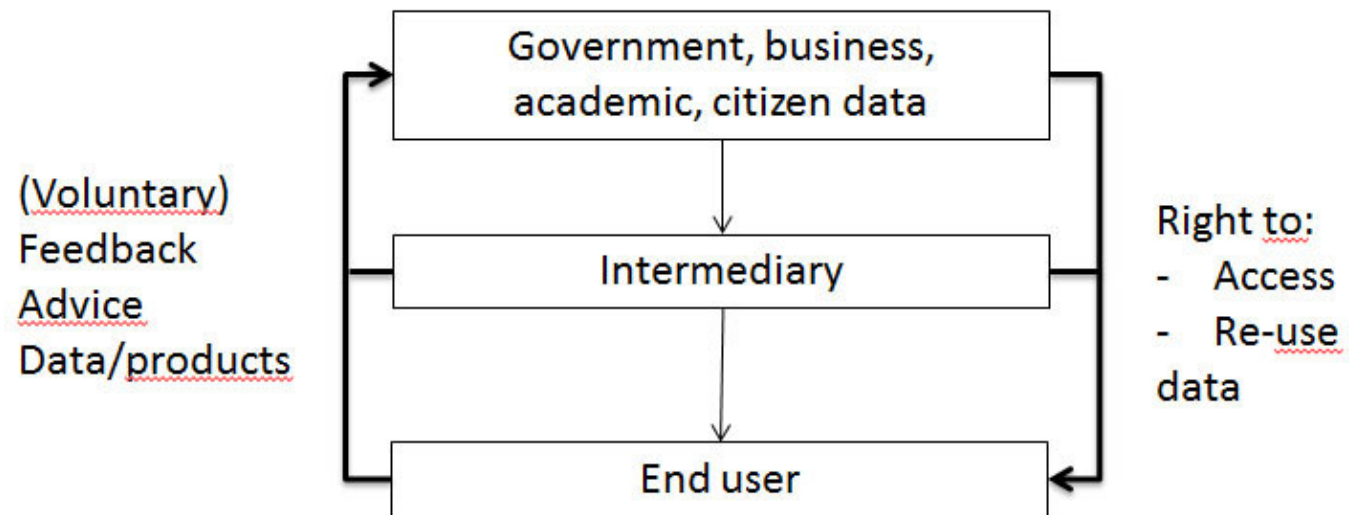 Government, business,
academic, citizen data
(Voluntary)
Feedback
Advice
Data/products
Intermediary
Right to:
- Access
- Re-use
data
End user